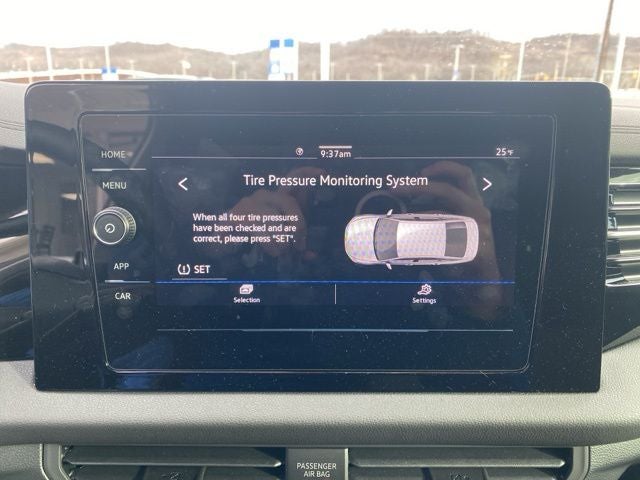 9:37am
25°F
HOME
MENU
APP
CAR
Tire Pressure Monitoring System
When all four tire pressures
have been checked and are
correct, please press "SET".
SET
Selection
Settings
PASSENGER
AIR BAG